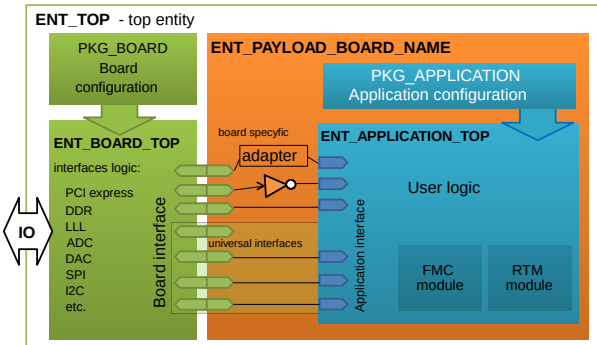 ENT_TOP - top entity
PKG_BOARD
Board
configuration
ENT_PAYLOAD_BOARD_NAME
PKG_APPLICATION
Application configuration
ENT_BOARD_TOP
interfaces logic:
PCI express
DDR
LLL
ADC
DAC
SPI
I2C
etc.
IO
Board interface
board specyfic
adapter
universal interfaces
ENT_APPLICATION_TOP
User logic
Application interface
FMC
module
RTM
module